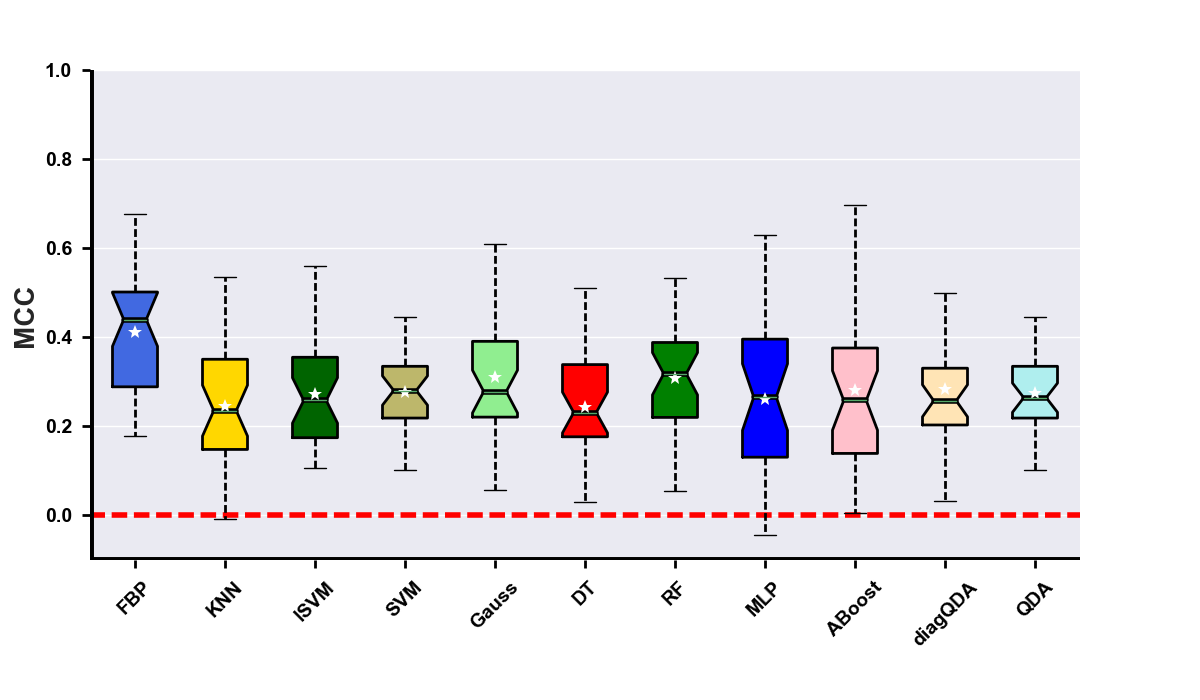 MCC
1.0
0.8
0.6
0.4
0.2
0.0
FBP
KNN
lSVM
SVM
Gauss
DT
RF
MLP
ABoost
diagQDA
QDA